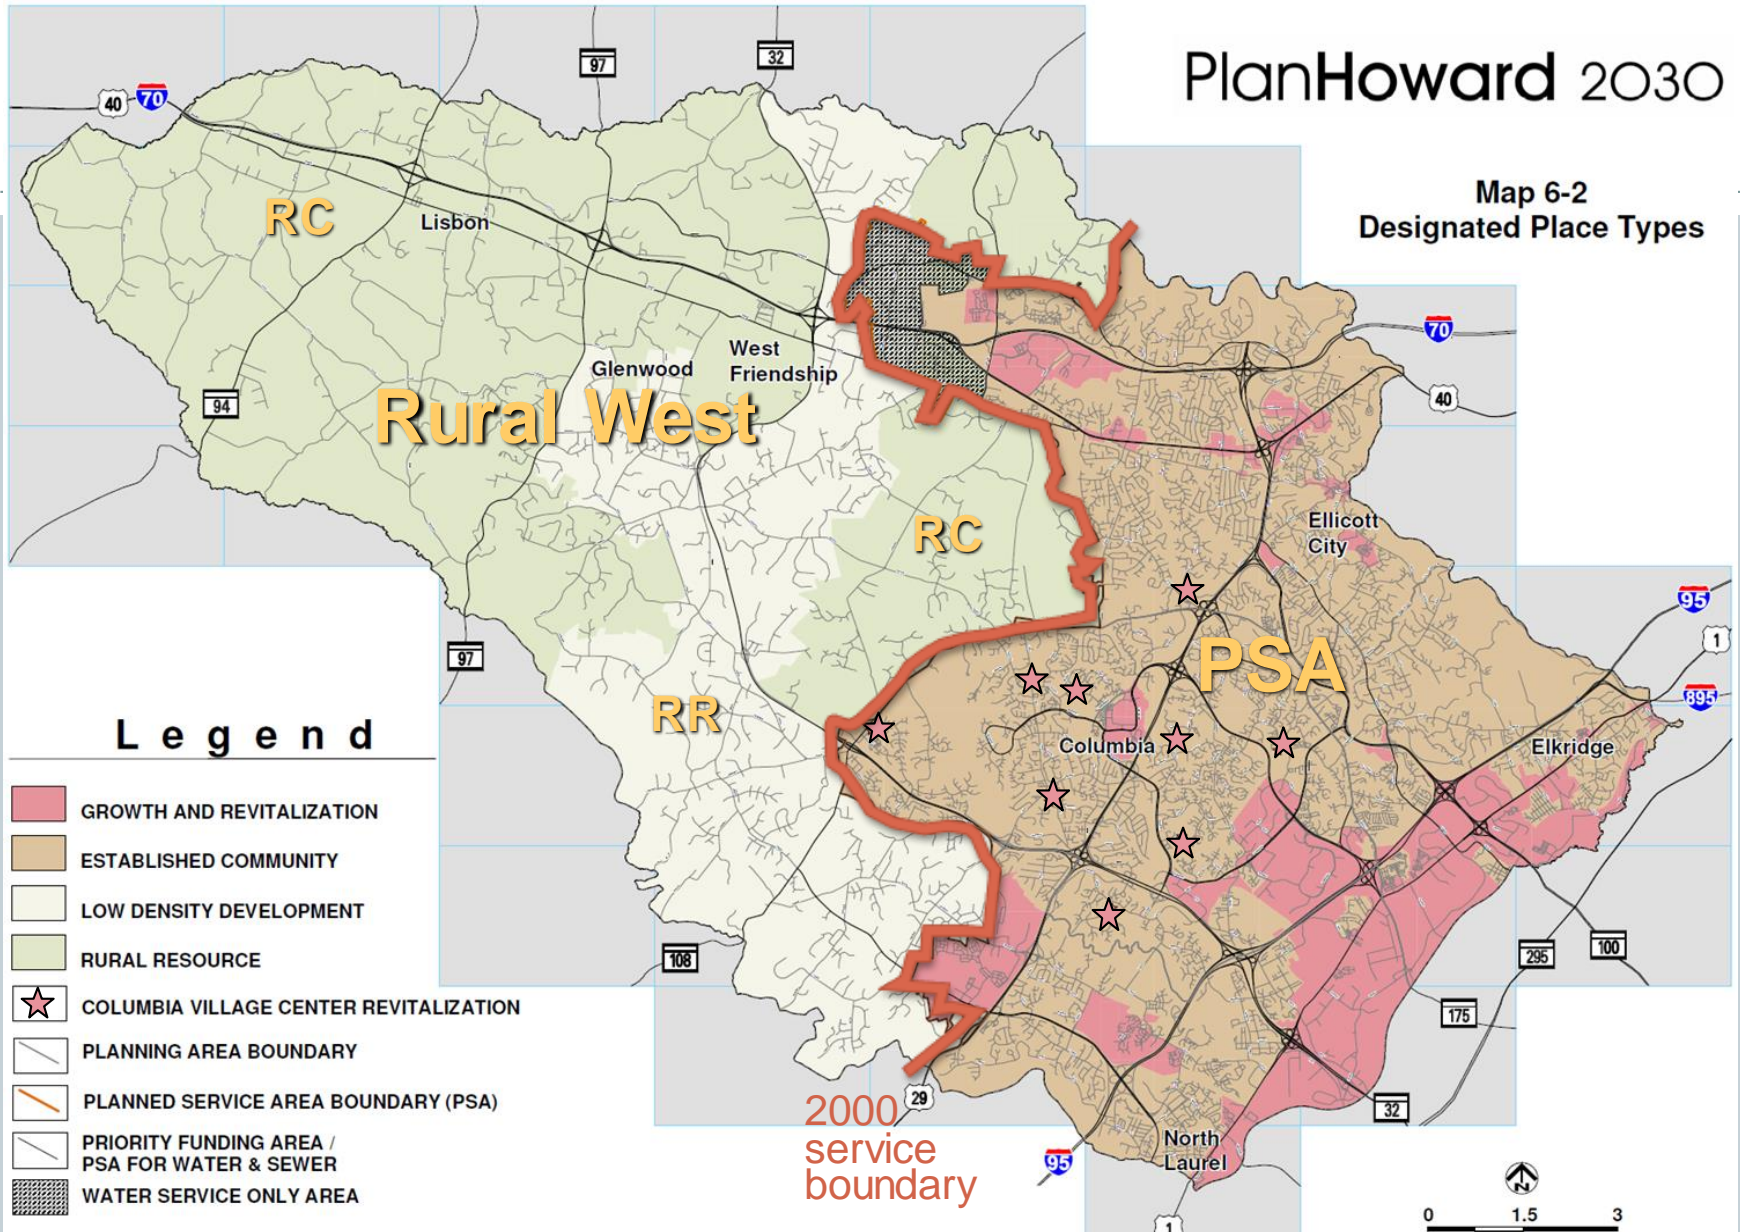 PlanHoward 2030
Map 6-2
Designated Place Types
97
32
40
70
RC
Lisbon
West
Friendship
Glenwood
Rural West
94
70
40
RC
Ellicott
City
95
1
97
PSA
895
RR
Columbia
Elkridge
108
100
295
175
29
32
95
North
Laurel
1
2000
service
boundary
Legend
GROWTH AND REVITALIZATION
ESTABLISHED COMMUNITY
LOW DENSITY DEVELOPMENT
RURAL RESOURCE
COLUMBIA VILLAGE CENTER REVITALIZATION
PLANNING AREA BOUNDARY
PLANNED SERVICE AREA BOUNDARY (PSA)
PRIORITY FUNDING AREA /
PSA FOR WATER & SEWER
WATER SERVICE ONLY AREA
N
0 1.5 3